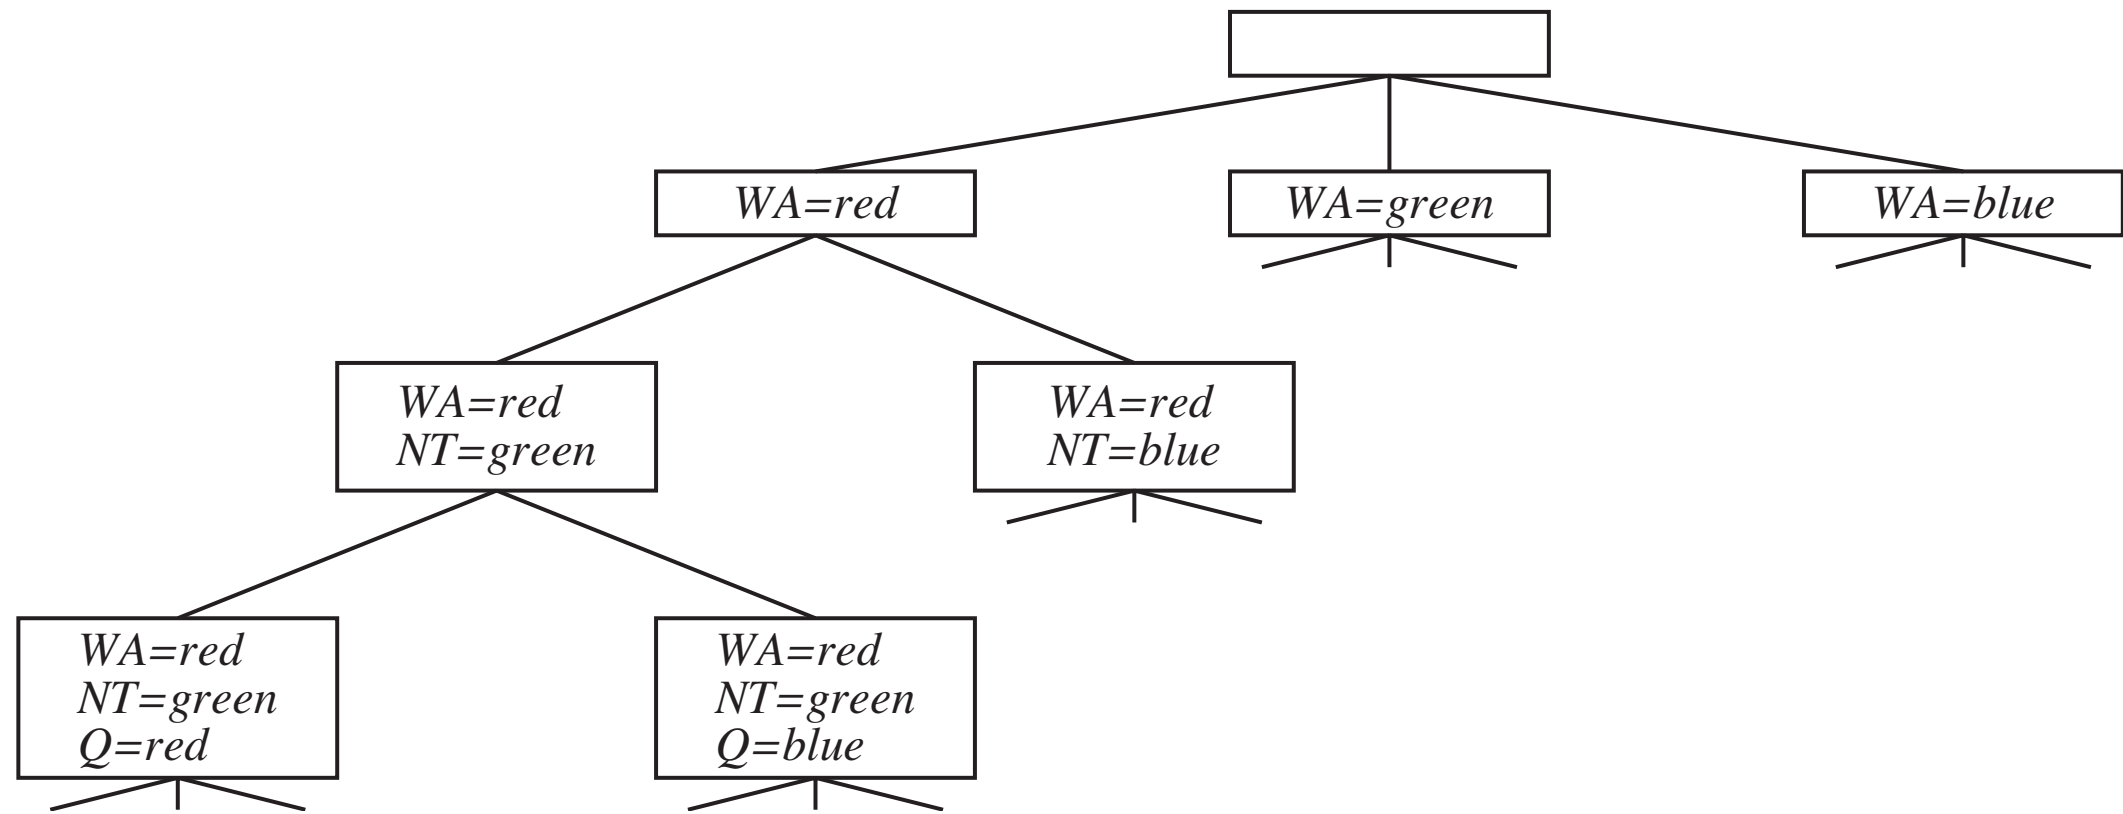 WA=red
WA=green
WA=blue
WA=red
NT=green
WA=red
NT=blue
WA=red
NT=green
Q=red
WA=red
NT=green
Q=blue